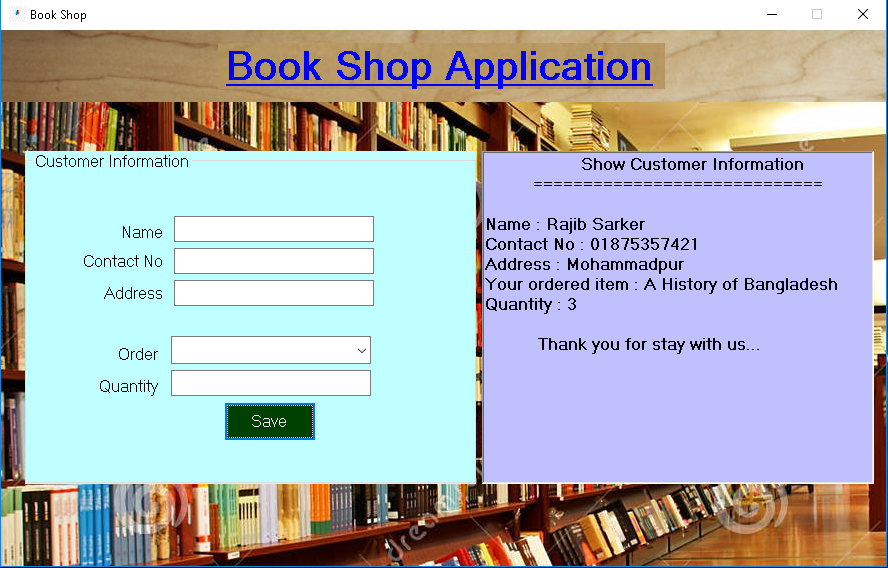 Book Shop
Book Shop Application
Customer Information
Name
Contact No
Address
Order
Quantity
Save
Show Customer Information
=============================
Name : Rajib Sarker
Contact No : 01875357421
Address : Mohammadpur
Your ordered item : A History of Bangladesh
Quantity : 3
Thank you for stay with us...